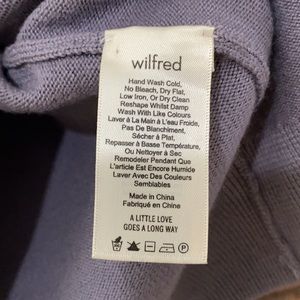 wilfred
Hand Wash Cold,
No Bleach, Dry Flat,
Low Iron, Or Dry Clean
Reshape Whilst Damp
Wash With Like Colours
Laver à La Main à L'eau Froide,
Pas De Blanchiment,
Sécher à Plat,
Repasser à Basse Température,
Ou Nettoyer à Sec
Remodeler Pendant Que
L'article Est Encore Humide
Laver Avec Des Couleurs
Semblables
Made in China
Fabriqué en Chine
A LITTLE LOVE
GOES A LONG WAY
P